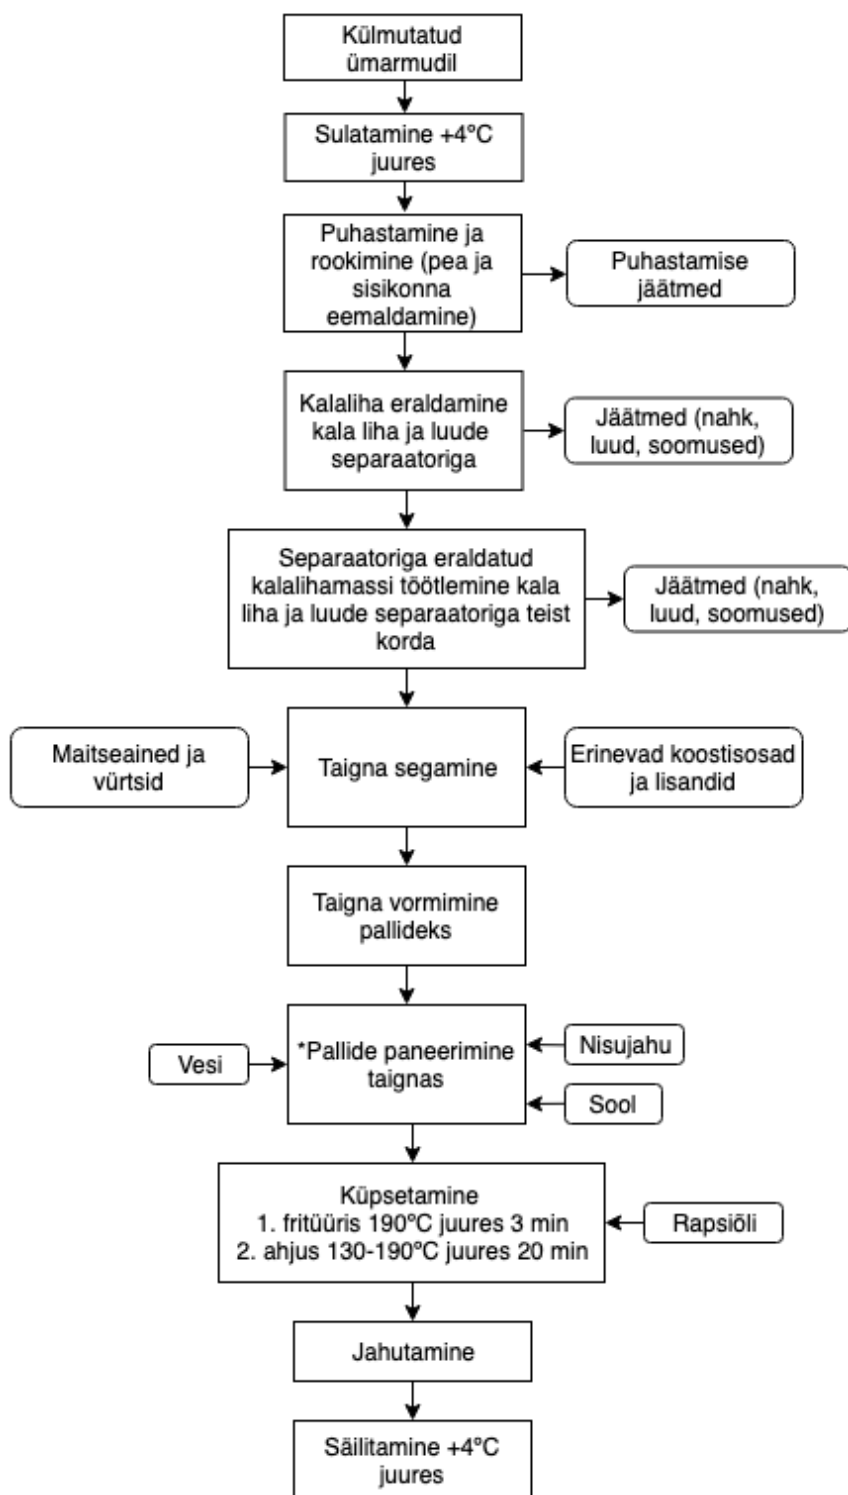 Külmutatud
ümarmudil
Sulatamine +4°C
juures
Puhastamine ja
rookimine (pea ja
sisikonna
eemaldamine)
Puhastamise
jäätmed
Kalaliha eraldamine
kala liha ja luude
separaatoriga
Jäätmed (nahk,
luud, soomused)
Separaatoriga eraldatud
kalalihamassi töötlemine kala
liha ja luude separaatoriga teist
korda
Jäätmed (nahk,
luud, soomused)
Maitseained ja
vürtsid
Taigna segamine
Erinevad koostisosad
ja lisandid
Taigna vormimine
pallideks
Vesi
*Pallide paneerimine
taignas
Nisujahu
Sool
Küpsetamine
1. fritüüris 190°C juures 3 min
2. ahjus 130-190°C juures 20 min
Rapsiõli
Jahutamine
Säilitamine +4°C
juures